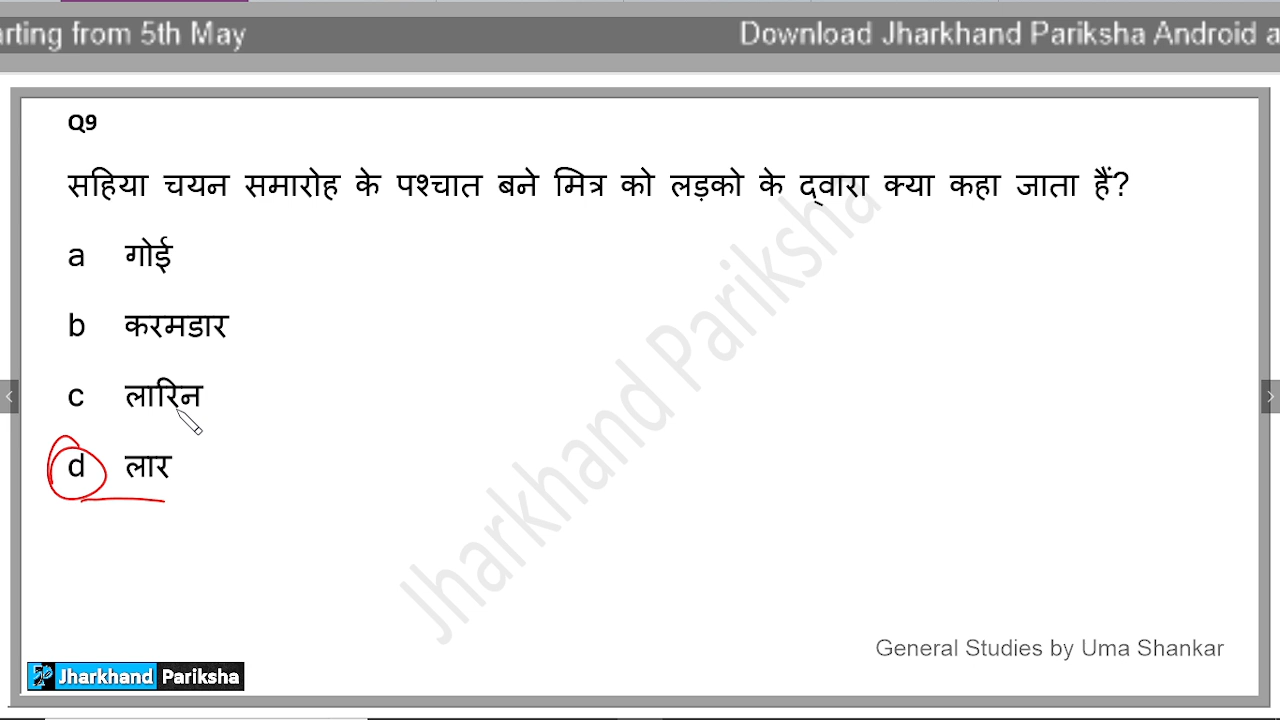 arting from 5th May
Download Jharkhand Pariksha Android a
Q9
सहिया चयन समारोह के पश्चात बने मित्र को लड़को के द्वारा क्या कहा जाता हैं?
a गोई
b करमडार
c लारिन
d लार
Jharkhand Pariksha
General Studies by Uma Shankar
Jharkhand Pariksha